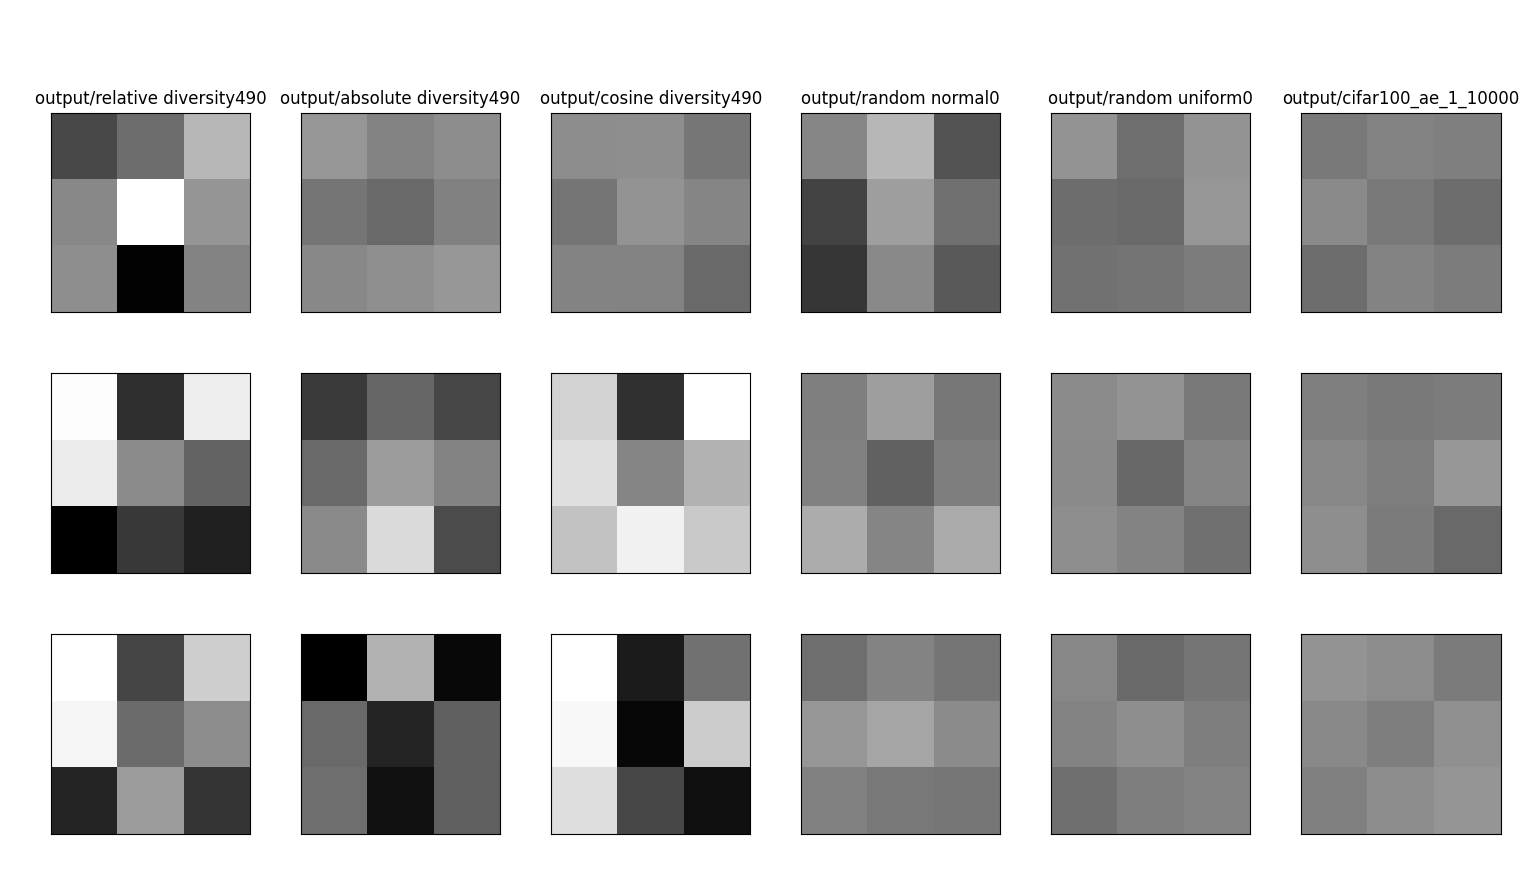 output/relative diversity490
output/absolute diversity490
output/cosine diversity490
output/random normal0
output/random uniform0
output/cifar100_ae_1_10000